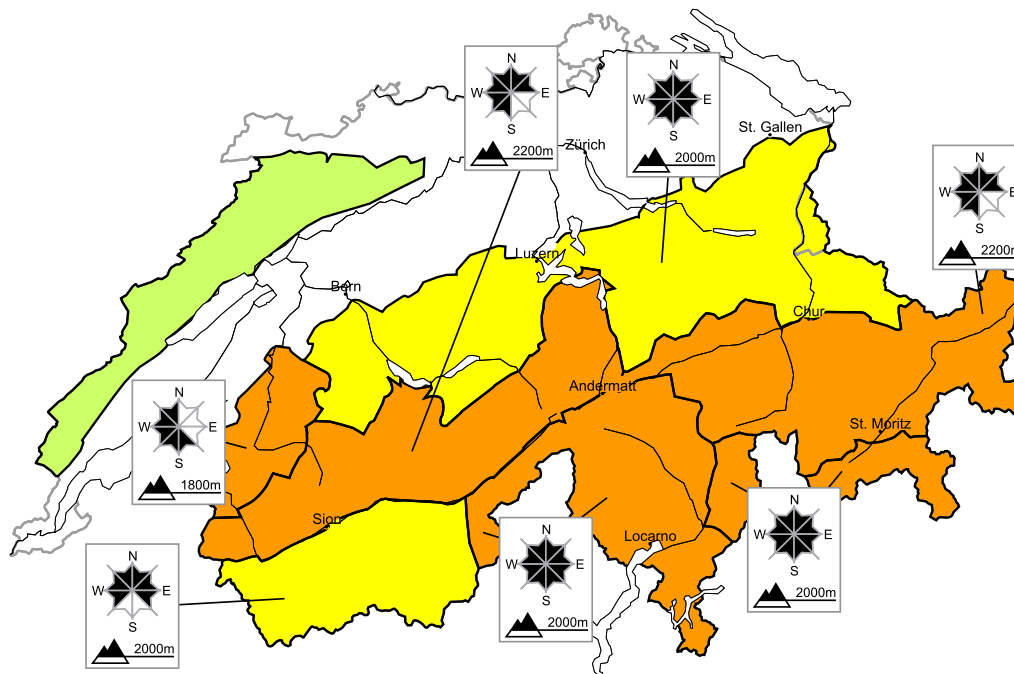 N
W E
S
2200m
N
W E
S
2000m
St. Gallen
Zürich
N
W E
S
2200m
Luzern
Bern
Chur
Andermatt
N
W E
S
1800m
St. Moritz
Sion
Locarno
N
W E
S
2000m
N
W E
S
2000m
N
W E
S
2000m